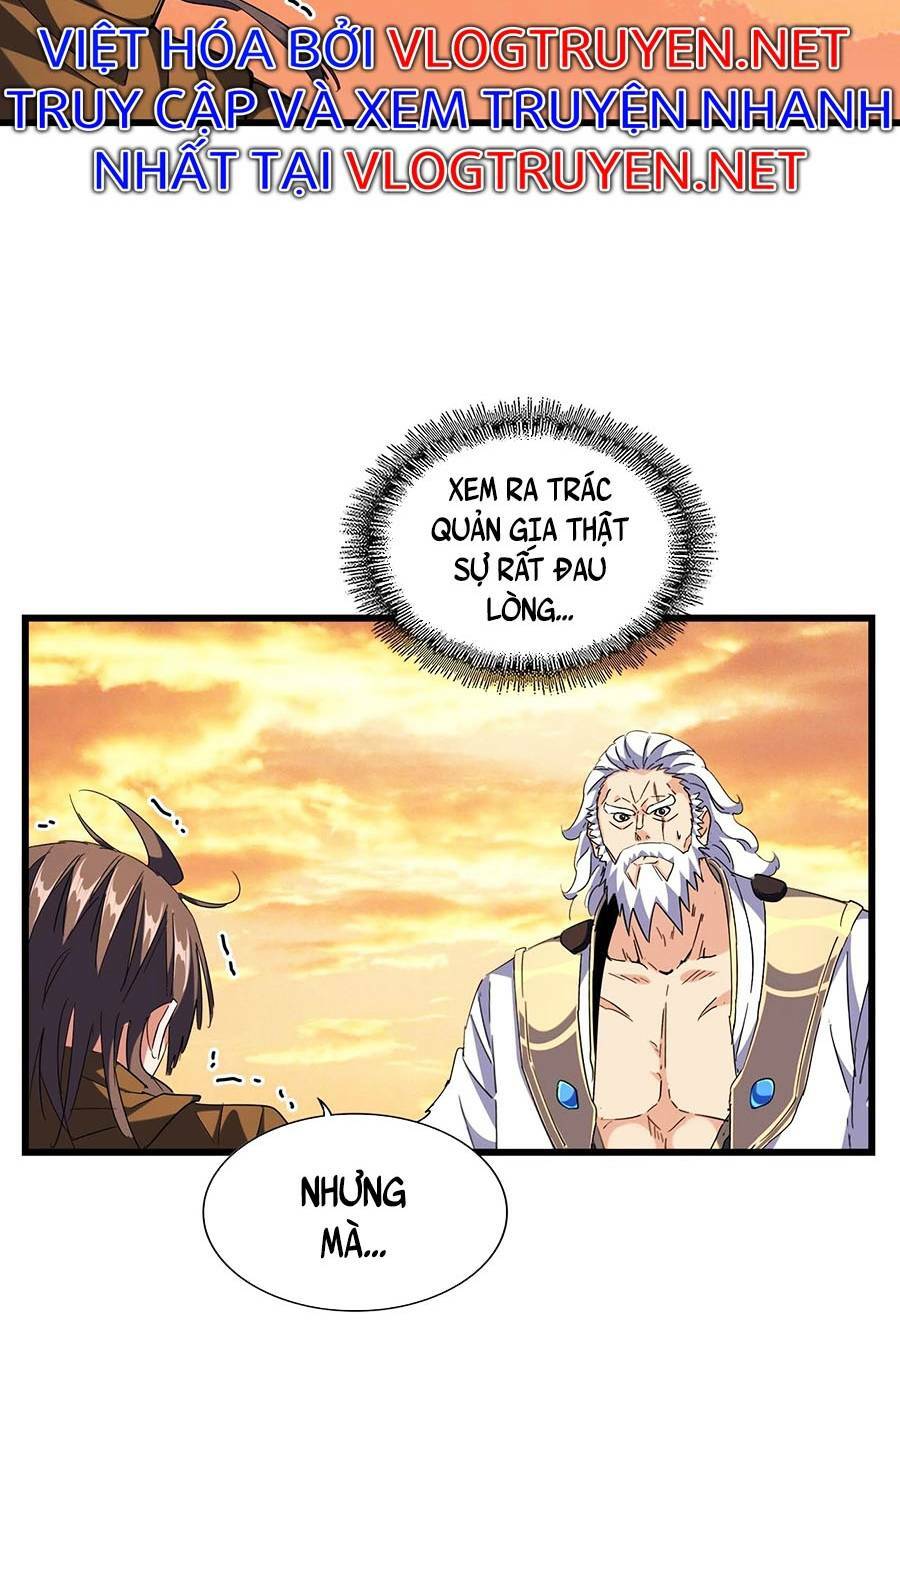 VIỆT HÓA BỞI VLOGTRUYEN.NET
TRUY CẬP VÀ XEM TRUYỆN NHANH
NHẤT TẠI VLOGTRUYEN.NET
XEM RA TRÁC
QUẢN GIA THẬT
SỰ RẤT ĐAU
LÒNG...
NHƯNG
MÀ...